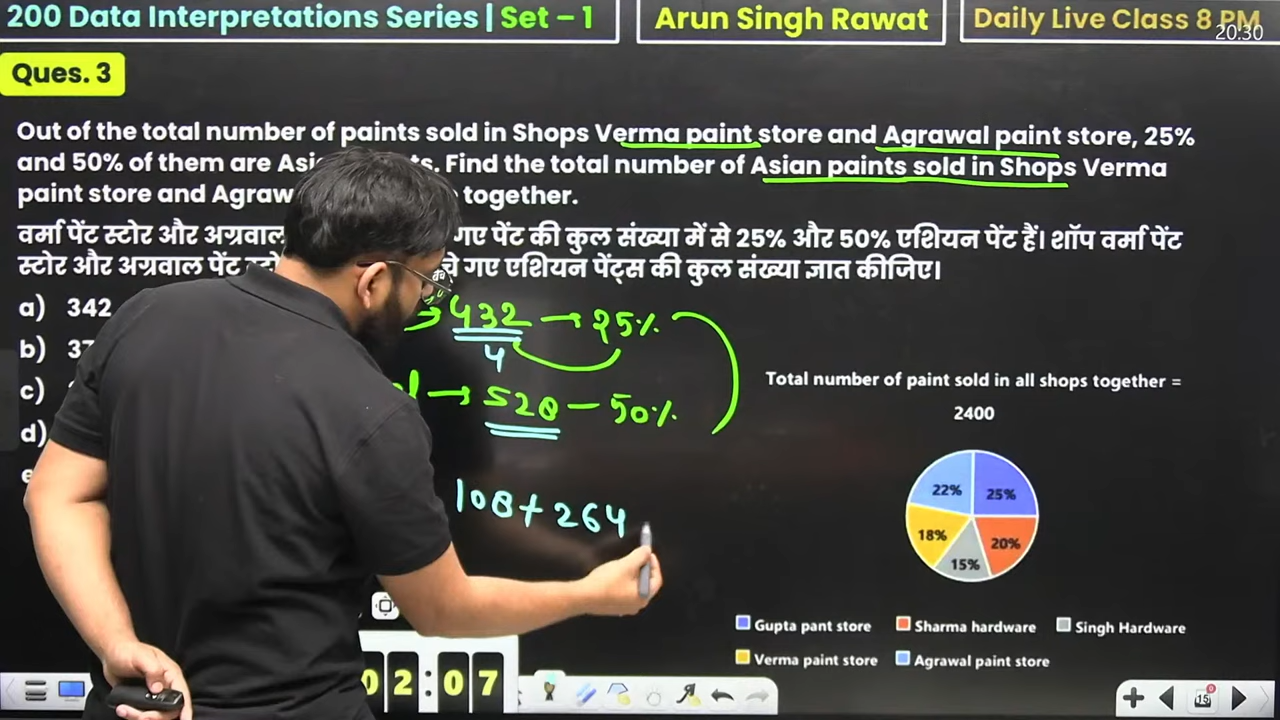 200 Data Interpretations Series | Set – 1
Arun Singh Rawat
Daily Live Class 8 PM
20:30
Ques. 3
Out of the total number of paints sold in Shops Verma paint store and Agrawal paint store, 25%
and 50% of them are . Find the total number of Asian paints sold in Shops Verma
paint store and together.
वर्मा पेंट स्टोर और अग्रवाल गए पेंट की कुल संख्या में से 25% और 50% एशियन पेंट हैं। शॉप वर्मा पेंट
स्टोर और अग्रवाल पेंट गए एशियन पेंट्स की कुल संख्या ज्ञात कीजिए।
a) 342
b)
c)
d)
→ 432 → 25%
4
→ 528 – 50%
108 + 264
Total number of paint sold in all shops together =
2400
22% 25%
18% 20%
15%
Gupta pant store Sharma hardware Singh Hardware
Verma paint store Agrawal paint store
02:07
15